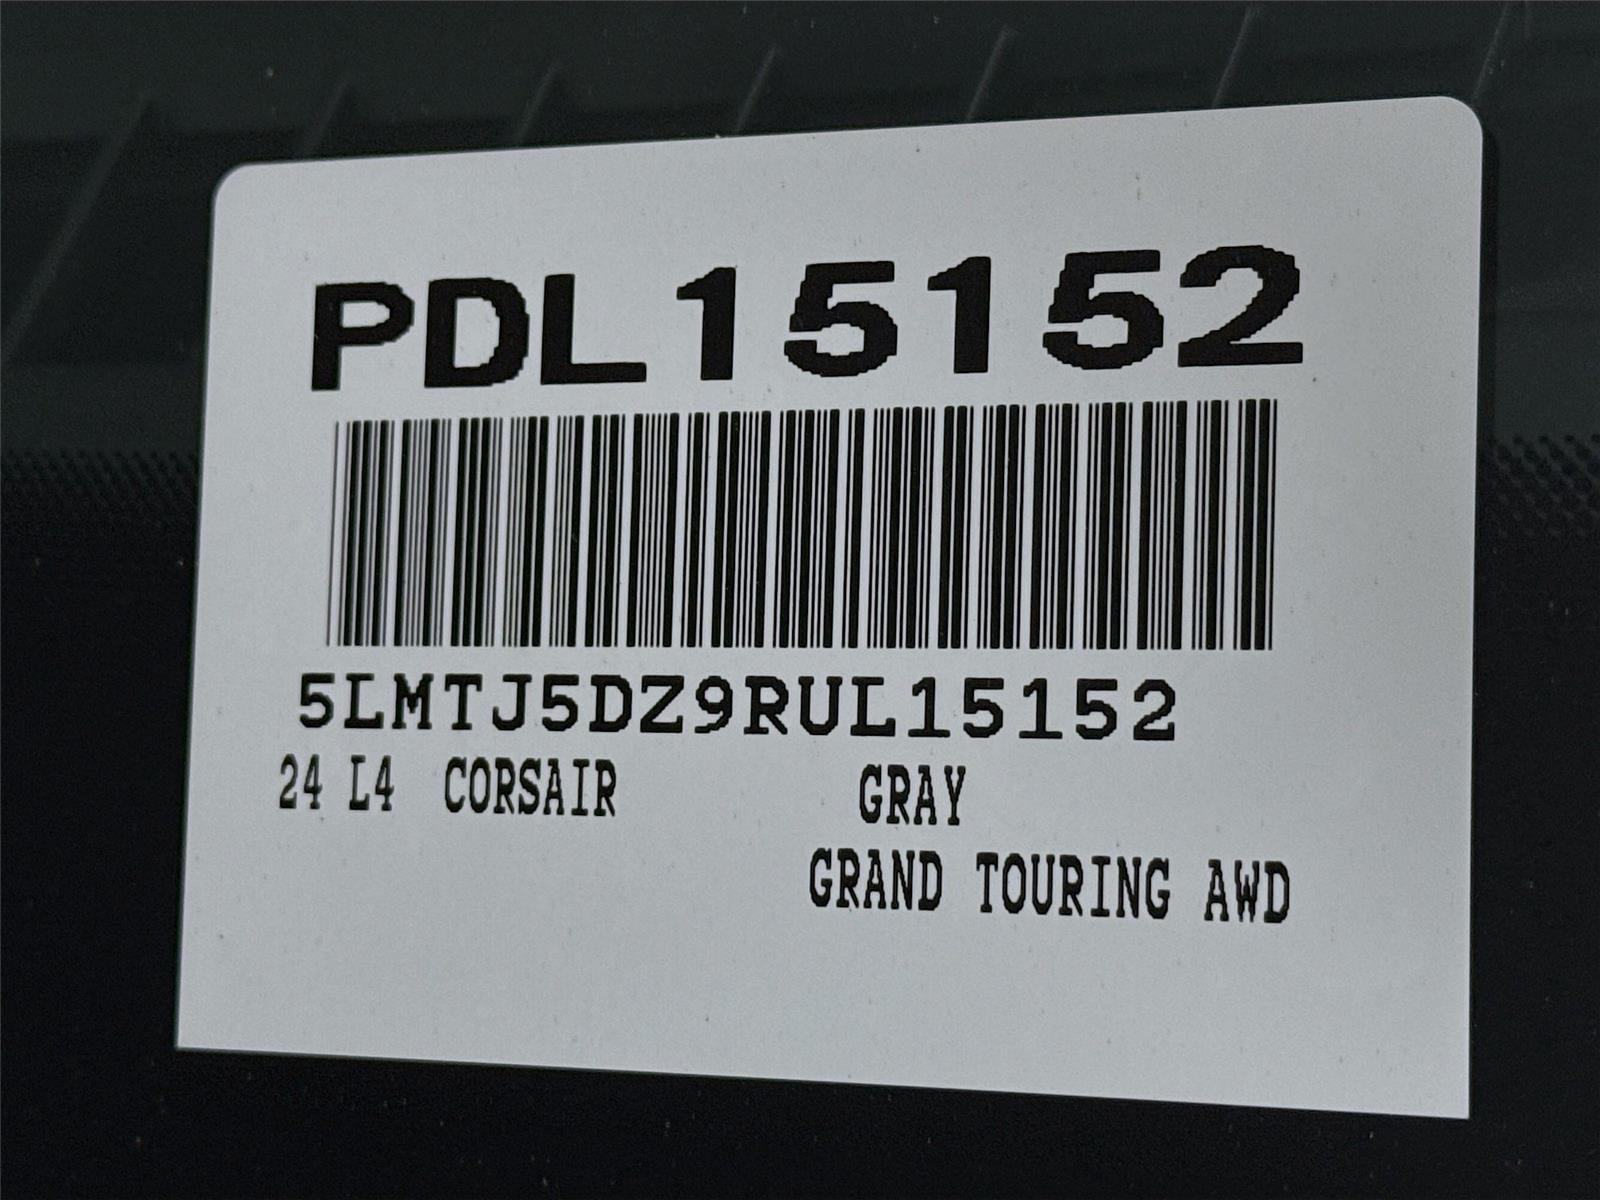 PDL15152
5LMTJ5DZ9RUL15152
24 L4 CORSAIR GRAY
GRAND TOURING AWD